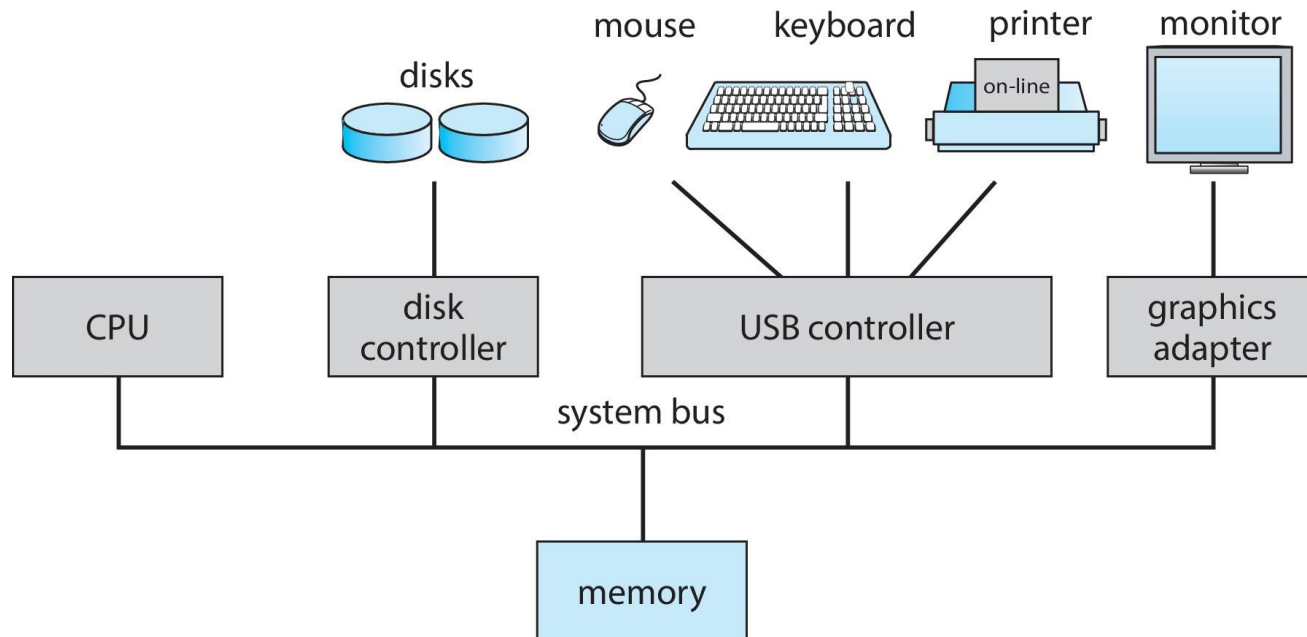 mouse
keyboard
printer
monitor
disks
on-line
CPU
disk
controller
USB controller
graphics
adapter
system bus
memory